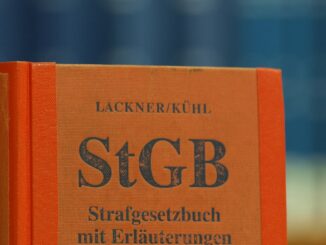 LACKNER/KÜHL
StGB
Strafgesetzbuch
mit Erläuterungen